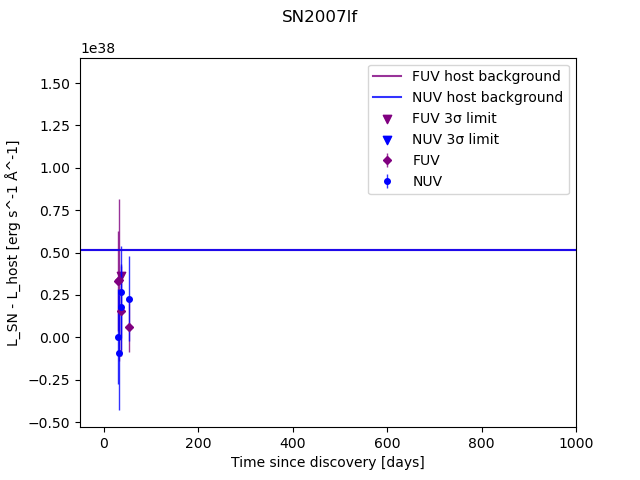 SN2007lf
1e38
FUV host background
NUV host background
FUV 3σ limit
NUV 3σ limit
FUV
NUV
L_SN - L_host [erg s^-1 Å^-1]
1.50
1.25
1.00
0.75
0.50
0.25
0.00
−0.25
−0.50
0
200
400
600
800
1000
Time since discovery [days]